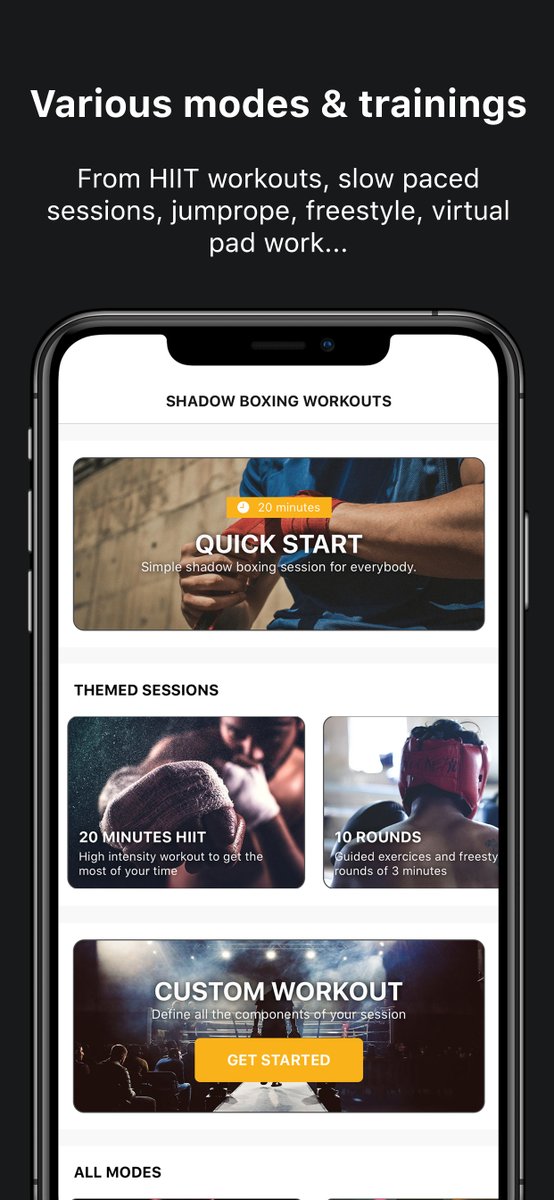 Various modes & trainings
From HIIT workouts, slow paced
sessions, jumprope, freestyle, virtual
pad work...
SHADOW BOXING WORKOUTS
20 minutes
QUICK START
Simple shadow boxing session for everybody.
THEMED SESSIONS
20 MINUTES HIIT
High intensity workout to get the
most of your time
10 ROUNDS
Guided exercices and freesty
rounds of 3 minutes
CUSTOM WORKOUT
Define all the components of your session
GET STARTED
ALL MODES